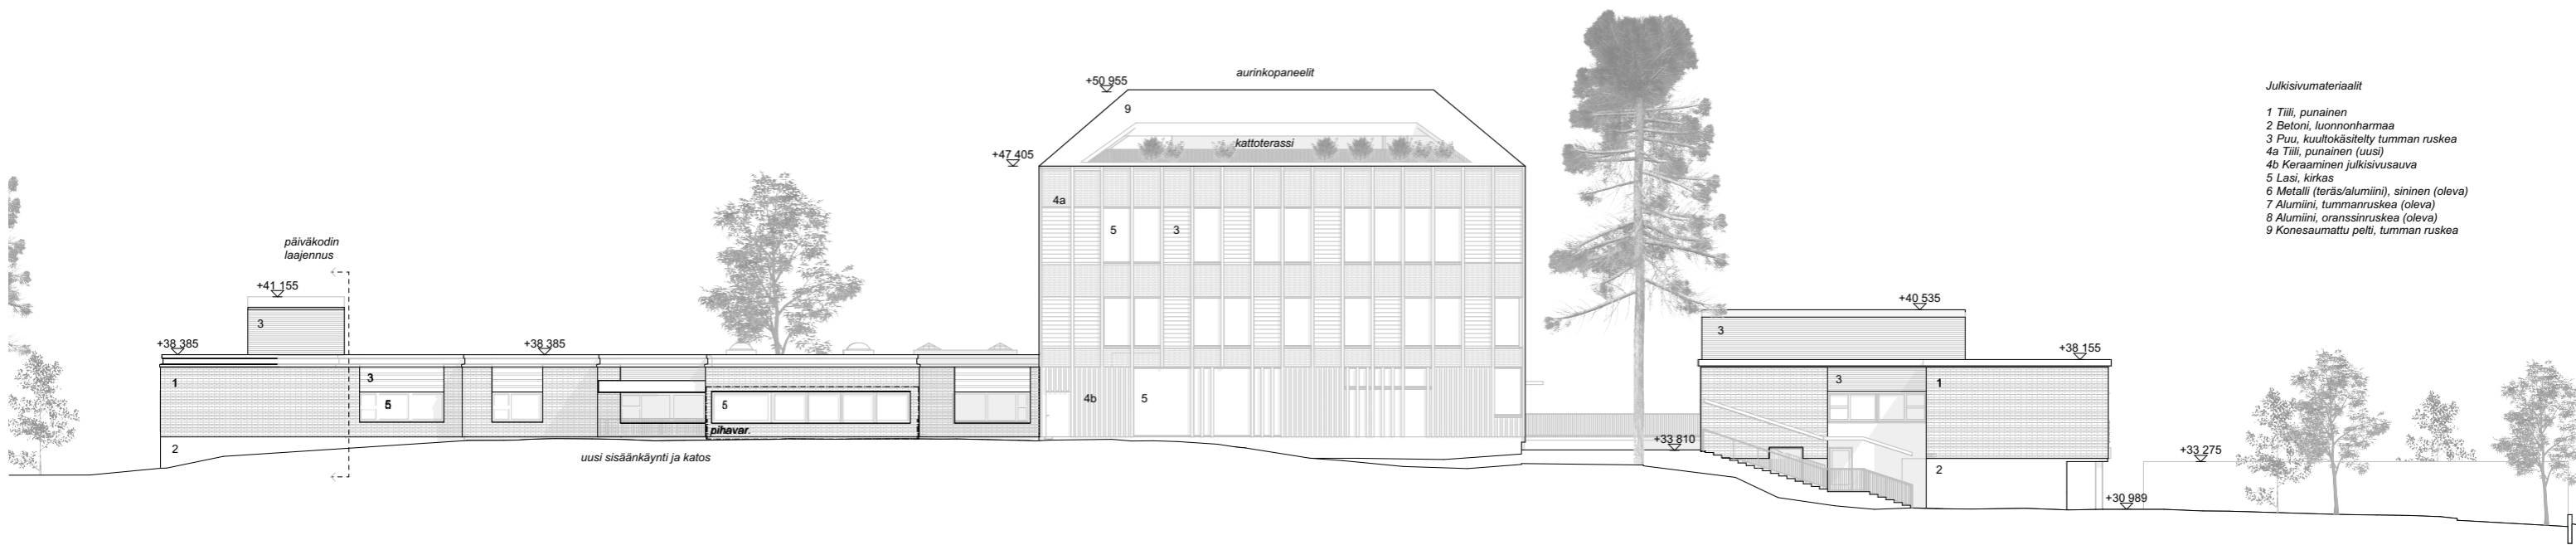 aurinkopaneelit
+50 955
9
Julkisivumateriaalit
1 Tiili, punainen
2 Betoni, luonnonharmaa
3 Puu, kuultokäsitelty tumman ruskea
4a Tiili, punainen (uusi)
4b Keraaminen julkisivusauva
5 Lasi, kirkas
6 Metalli (teräs/alumiini), sininen (oleva)
7 Alumiini, tummanruskea (oleva)
8 Alumiini, oranssinruskea (oleva)
9 Konesaumattu pelti, tumman ruskea
kattoterassi
+47 405
4a
5
3
päiväkodin
laajennus
+41 155
3
+40 535
3
+38 385
+38 385
+38 155
1
3
5
5
4b
5
3
1
pihavar.
2
uusi sisäänkäynti ja katos
+33 810
2
+33 275
+30 989